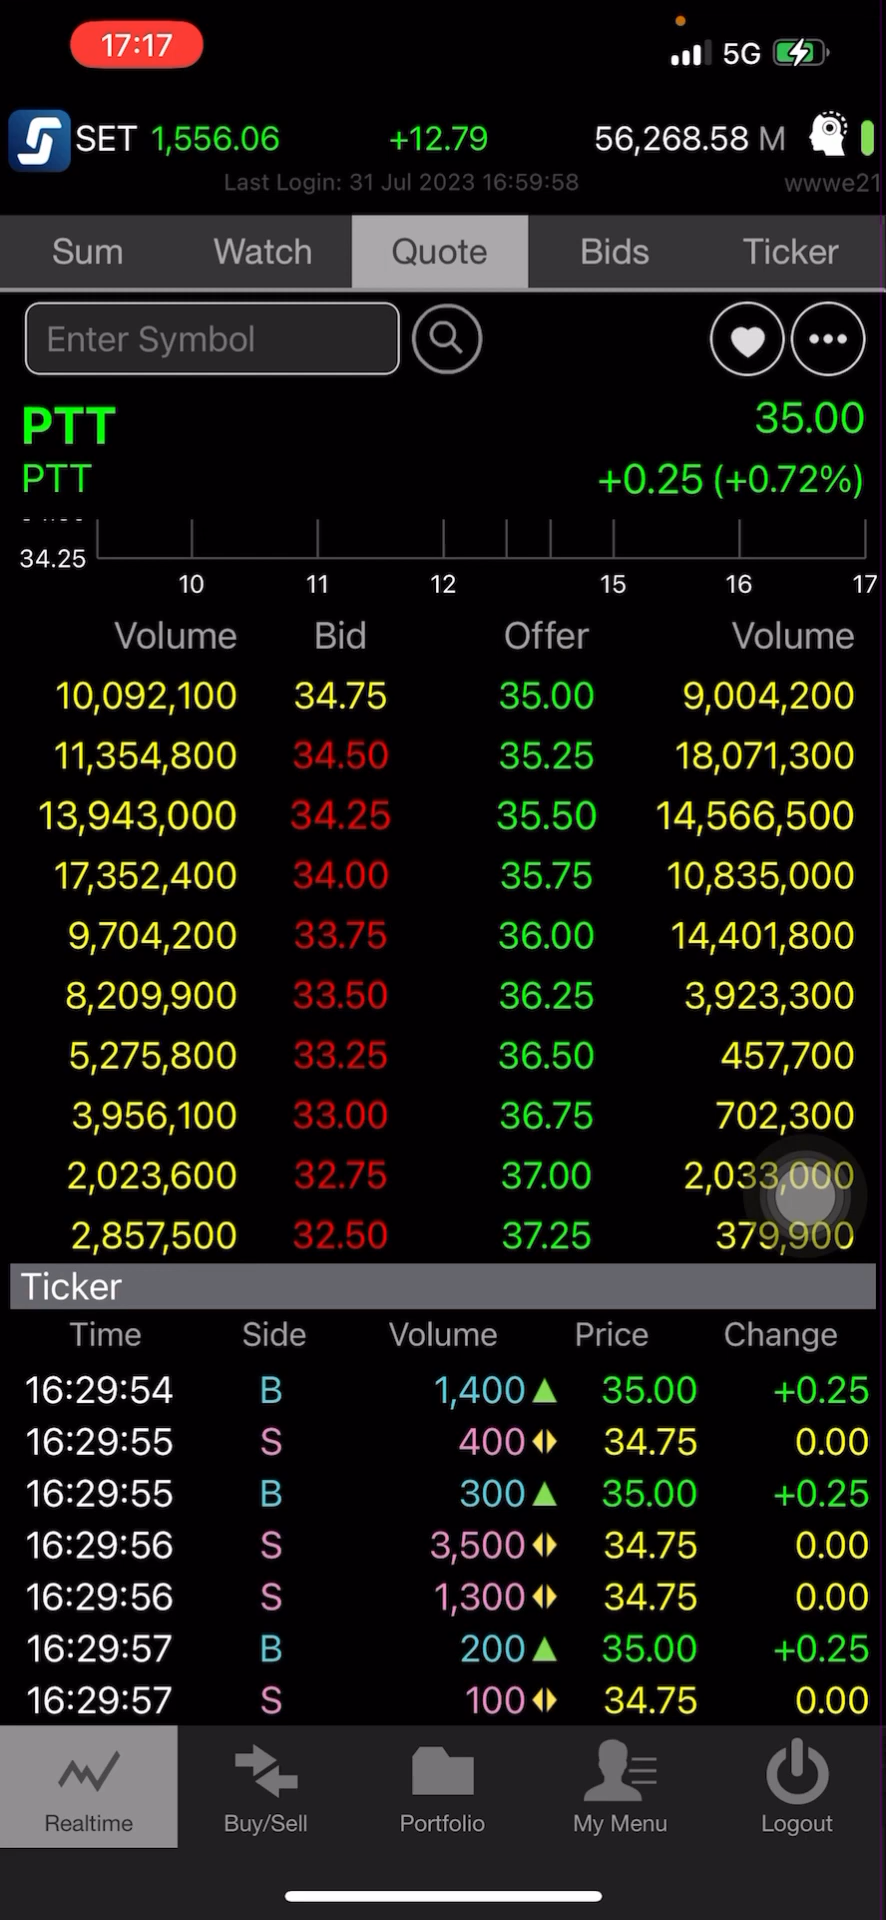 17:17 5G
SET 1,556.06 +12.79 56,268.58 M
Last Login: 31 Jul 2023 16:59:58 wwwe21
Sum Watch Quote Bids Ticker
Enter Symbol
PTT 35.00
PTT +0.25 (+0.72%)
34.25
10 11 12 15 16 17
Volume Bid Offer Volume
10,092,100 34.75 35.00 9,004,200
11,354,800 34.50 35.25 18,071,300
13,943,000 34.25 35.50 14,566,500
17,352,400 34.00 35.75 10,835,000
9,704,200 33.75 36.00 14,401,800
8,209,900 33.50 36.25 3,923,300
5,275,800 33.25 36.50 457,700
3,956,100 33.00 36.75 702,300
2,023,600 32.75 37.00 2,033,000
2,857,500 32.50 37.25 379,900
Ticker
Time Side Volume Price Change
16:29:54 B 1,400 35.00 +0.25
16:29:55 S 400 34.75 0.00
16:29:55 B 300 35.00 +0.25
16:29:56 S 3,500 34.75 0.00
16:29:56 S 1,300 34.75 0.00
16:29:57 B 200 35.00 +0.25
16:29:57 S 100 34.75 0.00
Realtime Buy/Sell Portfolio My Menu Logout